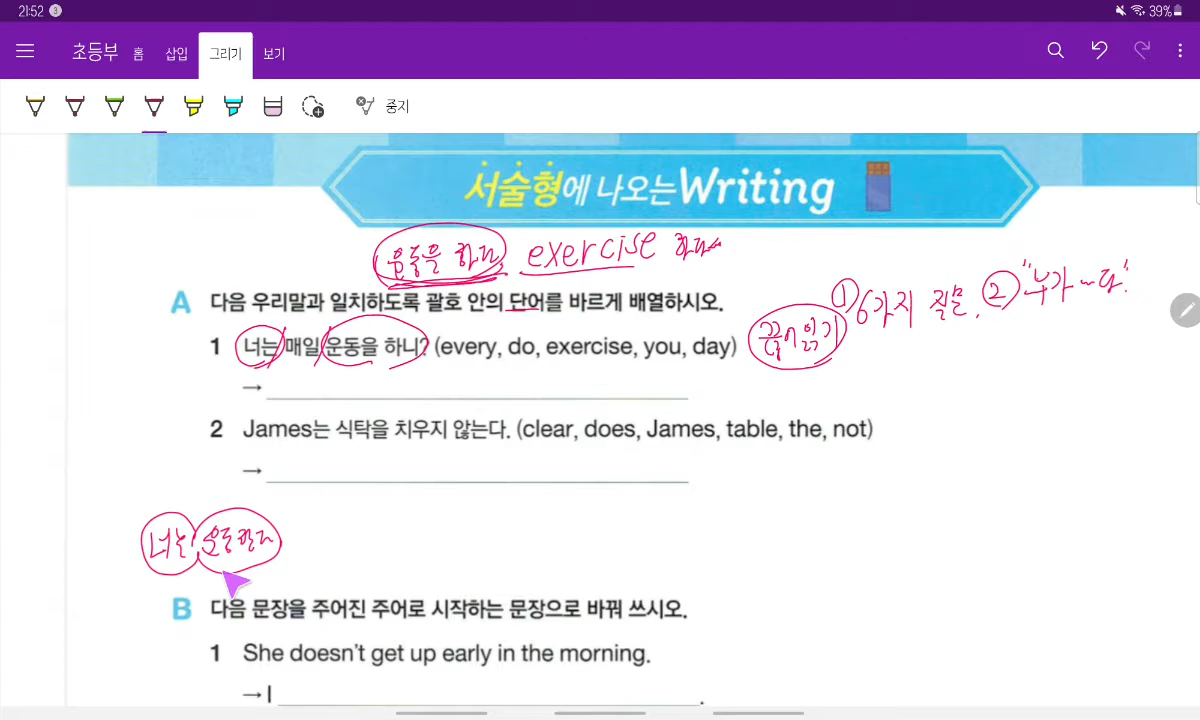 21:52 3 39%
초등부 홈 삽입 그리기 보기
중지
서술형에 나오는 Writing
운동을 하다 exercise 하다
A 다음 우리말과 일치하도록 괄호 안의 단어를 바르게 배열하시오.
① 6가지 질문, ② "누가 ~다".
1 너는 매일 운동을 하니? (every, do, exercise, you, day) 끊어 읽기
→
2 James는 식탁을 치우지 않는다. (clear, does, James, table, the, not)
→
너는 운동한다
B 다음 문장을 주어진 주어로 시작하는 문장으로 바꿔 쓰시오.
1 She doesn't get up early in the morning.
→ I .